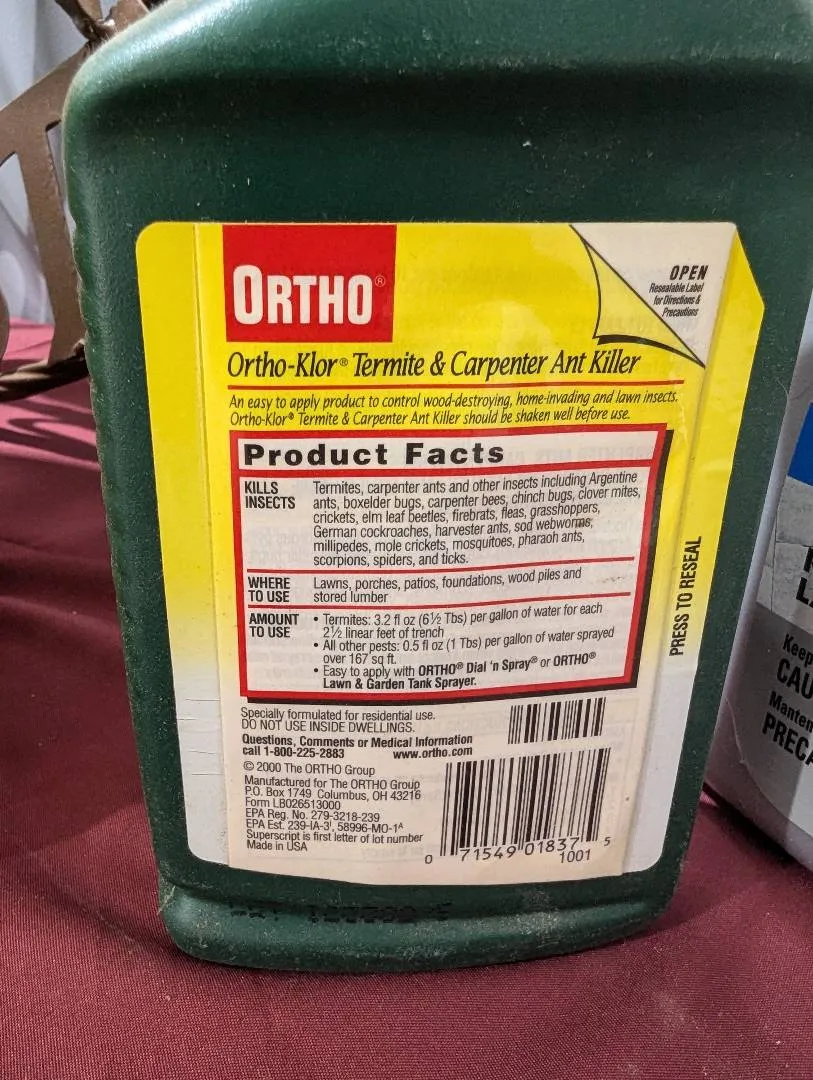 ORTHO®
OPEN
Resealable Label
for Directions &
Precautions
Ortho-Klor® Termite & Carpenter Ant Killer
An easy to apply product to control wood-destroying, home-invading and lawn insects.
Ortho-Klor® Termite & Carpenter Ant Killer should be shaken well before use.
Product Facts
KILLS INSECTS
Termites, carpenter ants and other insects including Argentine
ants, boxelder bugs, carpenter bees, chinch bugs, clover mites,
crickets, elm leaf beetles, firebrats, fleas, grasshoppers,
German cockroaches, harvester ants, sod webworms,
millipedes, mole crickets, mosquitoes, pharaoh ants,
scorpions, spiders, and ticks.
WHERE TO USE
Lawns, porches, patios, foundations, wood piles and
stored lumber
AMOUNT TO USE
• Termites: 3.2 fl oz (6½ Tbs) per gallon of water for each
2½ linear feet of trench
• All other pests: 0.5 fl oz (1 Tbs) per gallon of water sprayed
over 167 sq ft.
• Easy to apply with ORTHO® Dial 'n Spray® or ORTHO®
Lawn & Garden Tank Sprayer.
PRESS TO RESEAL
Specially formulated for residential use.
DO NOT USE INSIDE DWELLINGS.
Questions, Comments or Medical Information
call 1-800-225-2883 www.ortho.com
© 2000 The ORTHO Group
Manufactured for The ORTHO Group
P.O. Box 1749 Columbus, OH 43216
Form LB026513000
EPA Reg. No. 279-3218-239
EPA Est. 239-IA-3ᴵ, 58996-MO-1ᴬ
Superscript is first letter of lot number
Made in USA
0 71549 01837 5
1001
Keep
CAU
Manten
PRECA